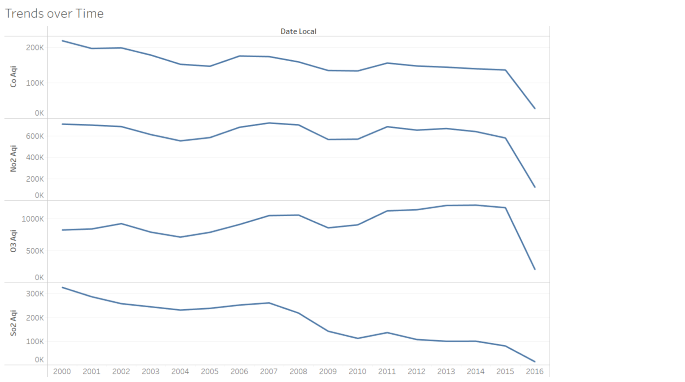 Trends over Time
Date Local
Co Aqi
200K
100K
0K
No2 Aqi
600K
400K
200K
0K
O3 Aqi
1000K
500K
0K
So2 Aqi
300K
200K
100K
0K
2000 2001 2002 2003 2004 2005 2006 2007 2008 2009 2010 2011 2012 2013 2014 2015 2016